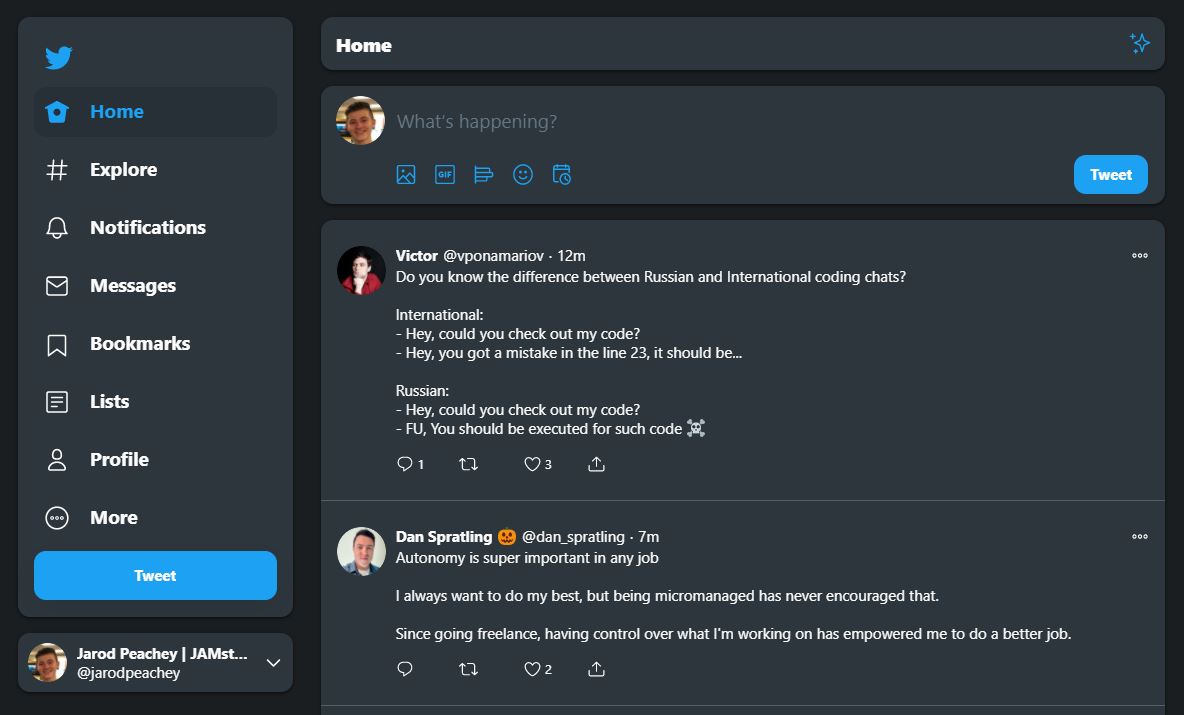 Home
Explore
Notifications
Messages
Bookmarks
Lists
Profile
More
Tweet
Jarod Peachey | JAMst...
@jarodpeachey
Home
What's happening?
GIF
Tweet
Victor @vponamariov · 12m
Do you know the difference between Russian and International coding chats?
International:
- Hey, could you check out my code?
- Hey, you got a mistake in the line 23, it should be...
Russian:
- Hey, could you check out my code?
- FU, You should be executed for such code ☠️
1 3
Dan Spratling 🎃 @dan_spratling · 7m
Autonomy is super important in any job
I always want to do my best, but being micromanaged has never encouraged that.
Since going freelance, having control over what I'm working on has empowered me to do a better job.
2